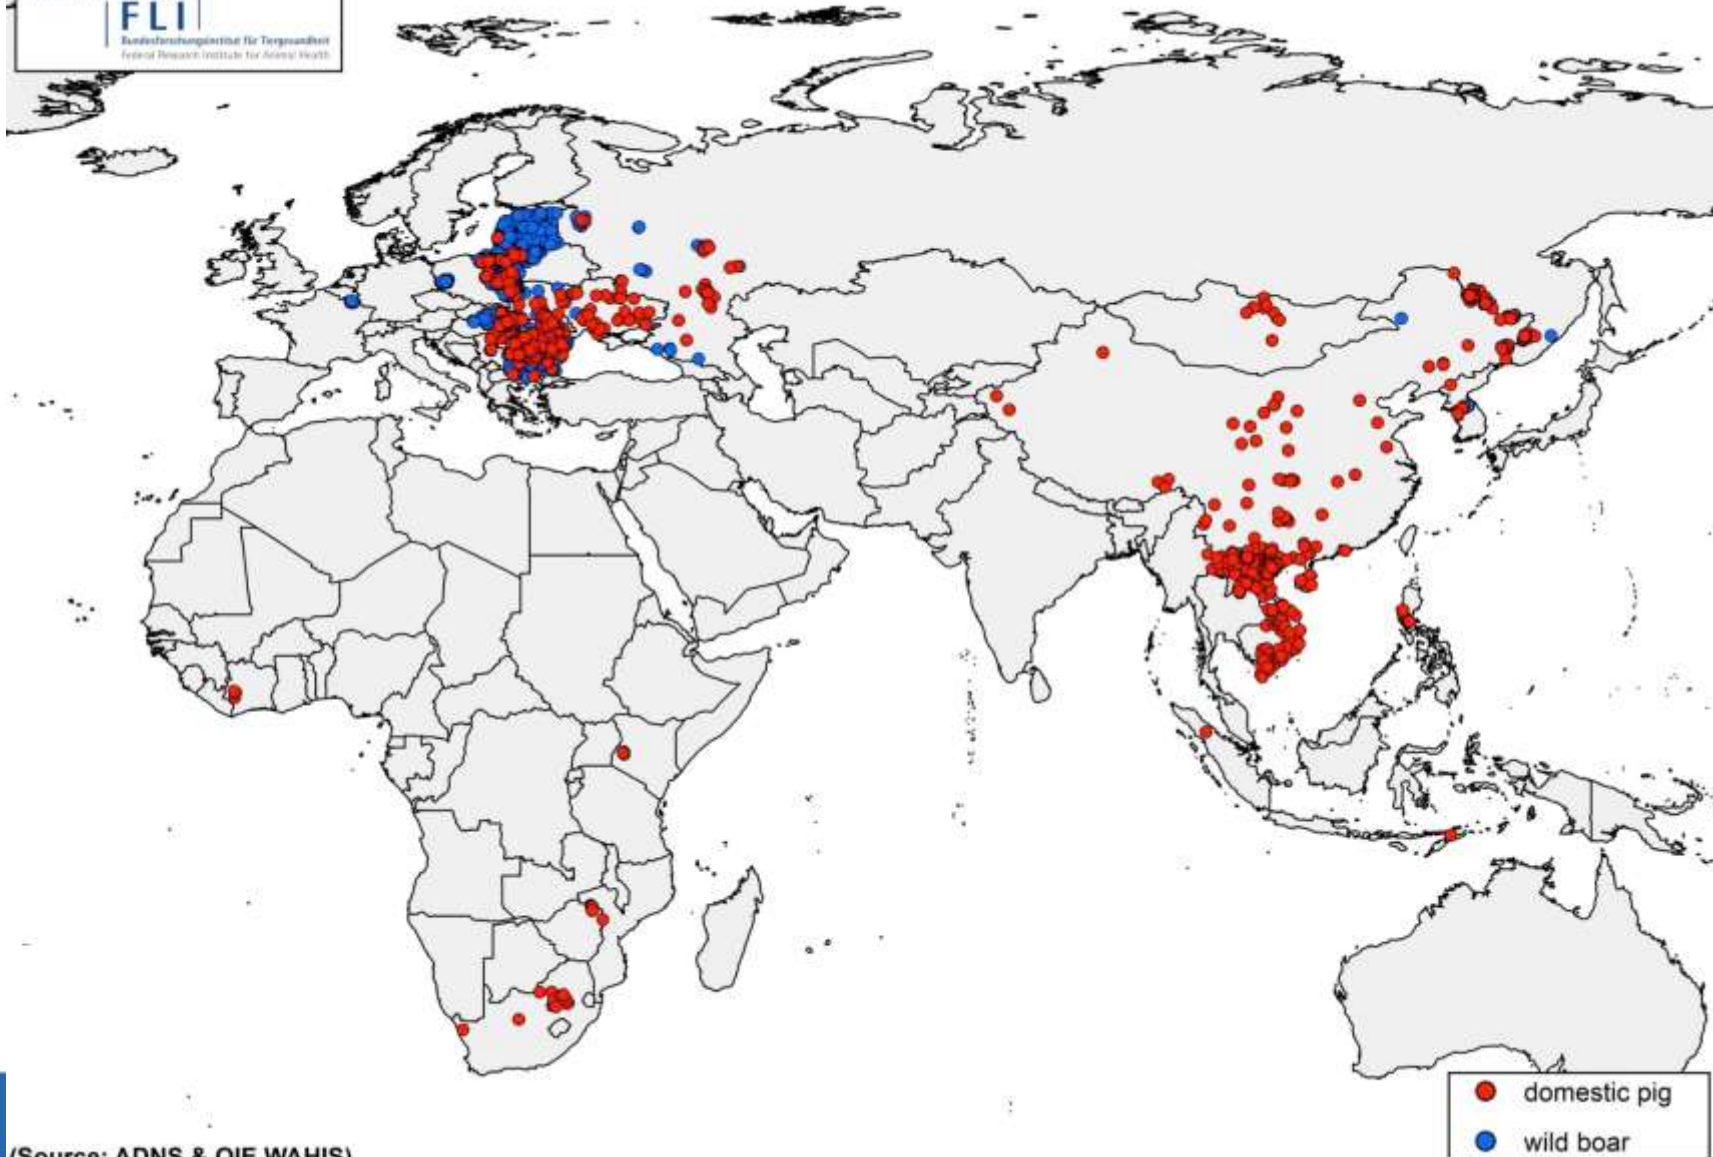 FLI
Bundesforschungsinstitut für Tiergesundheit
Federal Research Institute for Animal Health
domestic pig
wild boar
(Source: ADNS & OIE WAHIS)